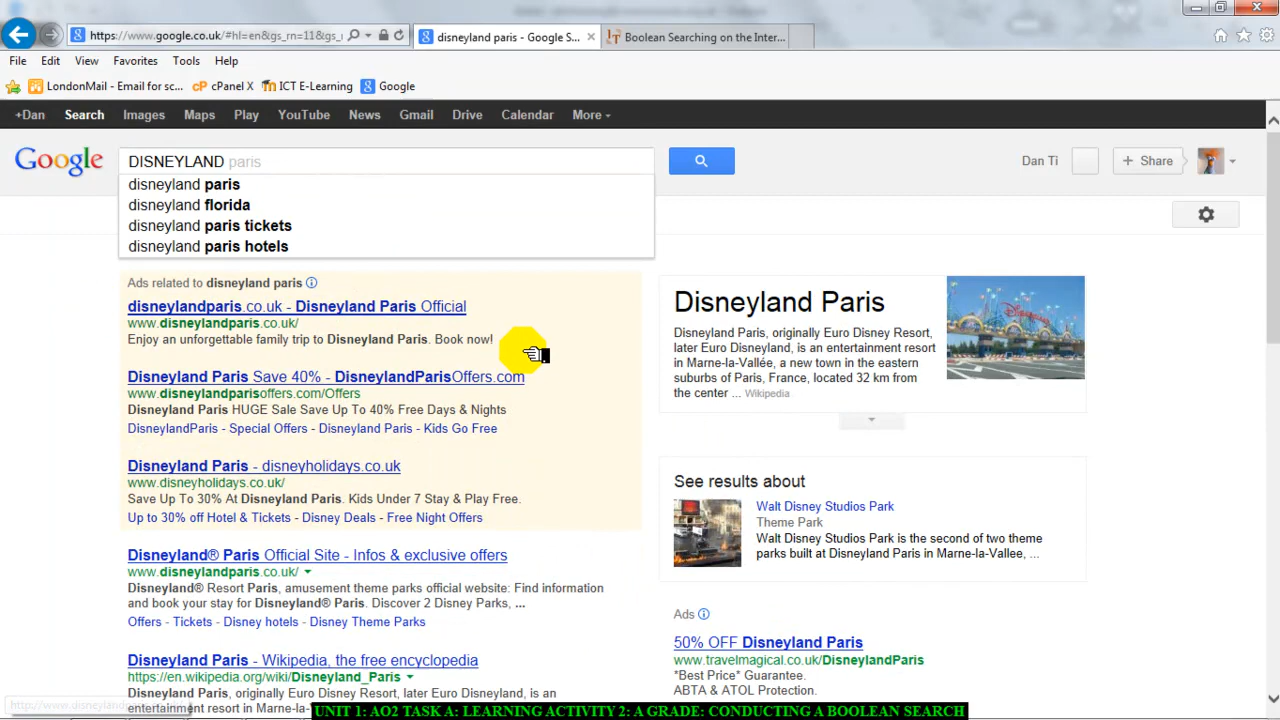 https://www.google.co.uk/#hl=en&gs_rn=11&gs_
disneyland paris - Google S...
Boolean Searching on the Inter...
File Edit View Favorites Tools Help
LondonMail - Email for sc...
cPanel X
ICT E-Learning
Google
+Dan Search Images Maps Play YouTube News Gmail Drive Calendar More
Google
DISNEYLAND paris
Dan Ti
+ Share
disneyland paris
disneyland florida
disneyland paris tickets
disneyland paris hotels
Ads related to disneyland paris
disneylandparis.co.uk - Disneyland Paris Official
www.disneylandparis.co.uk/
Enjoy an unforgettable family trip to Disneyland Paris. Book now!
Disneyland Paris Save 40% - DisneylandParisOffers.com
www.disneylandparisoffers.com/Offers
Disneyland Paris HUGE Sale Save Up To 40% Free Days & Nights
DisneylandParis - Special Offers - Disneyland Paris - Kids Go Free
Disneyland Paris - disneyholidays.co.uk
www.disneyholidays.co.uk/
Save Up To 30% At Disneyland Paris. Kids Under 7 Stay & Play Free.
Up to 30% off Hotel & Tickets - Disney Deals - Free Night Offers
Disneyland® Paris Official Site - Infos & exclusive offers
www.disneylandparis.co.uk/
Disneyland® Resort Paris, amusement theme parks official website: Find information
and book your stay for Disneyland® Paris. Discover 2 Disney Parks, ...
Offers - Tickets - Disney hotels - Disney Theme Parks
Disneyland Paris - Wikipedia, the free encyclopedia
https://en.wikipedia.org/wiki/Disneyland_Paris
Disneyland Paris, originally Euro Disney Resort, later Euro Disneyland, is an
entertainment resort in
Disneyland Paris
Disneyland Paris, originally Euro Disney Resort,
later Euro Disneyland, is an entertainment resort
in Marne-la-Vallée, a new town in the eastern
suburbs of Paris, France, located 32 km from
the center ... Wikipedia
See results about
Walt Disney Studios Park
Theme Park
Walt Disney Studios Park is the second of two theme
parks built at Disneyland Paris in Marne-la-Vallee, ...
Ads
50% OFF Disneyland Paris
www.travelmagical.co.uk/DisneylandParis
*Best Price* Guarantee.
ABTA & ATOL Protection.
UNIT 1: AO2 TASK A: LEARNING ACTIVITY 2: A GRADE: CONDUCTING A BOOLEAN SEARCH